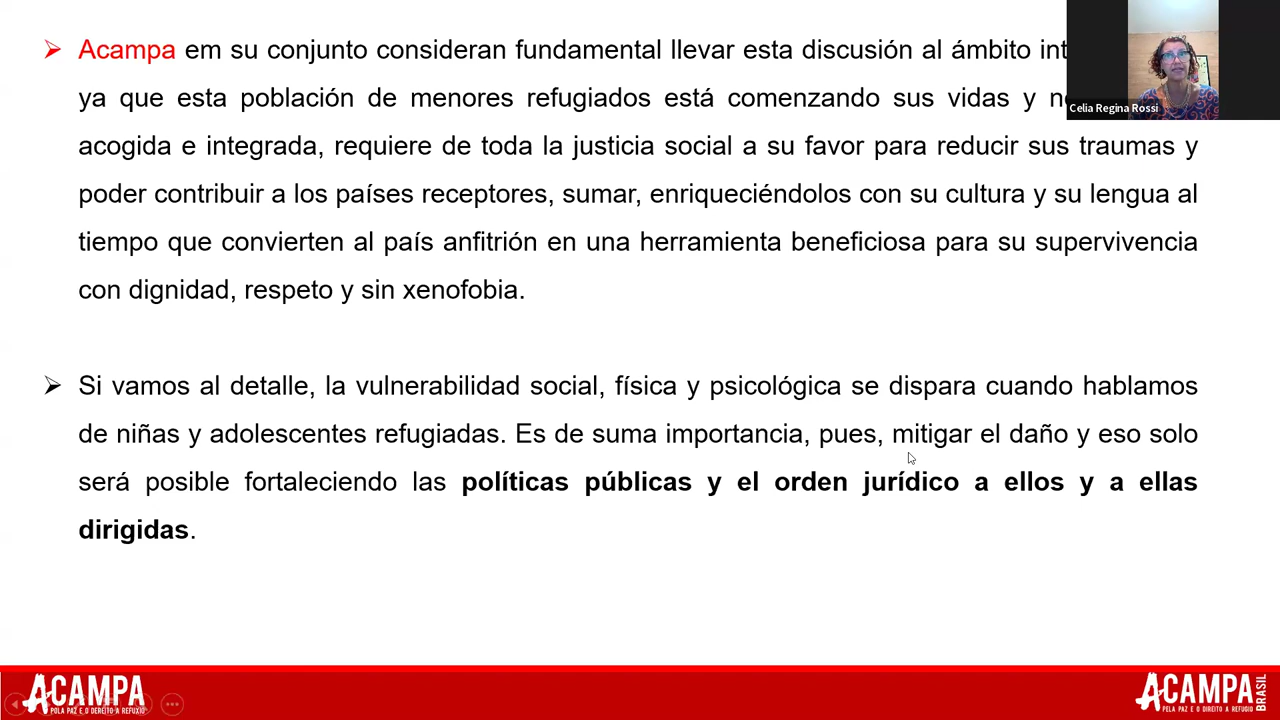 Acampa em su conjunto consideran fundamental llevar esta discusión al ámbito
ya que esta población de menores refugiados está comenzando sus vidas y
acogida e integrada, requiere de toda la justicia social a su favor para reducir sus traumas y
poder contribuir a los países receptores, sumar, enriqueciéndolos con su cultura y su lengua al
tiempo que convierten al país anfitrión en una herramienta beneficiosa para su supervivencia
con dignidad, respeto y sin xenofobia.
Si vamos al detalle, la vulnerabilidad social, física y psicológica se dispara cuando hablamos
de niñas y adolescentes refugiadas. Es de suma importancia, pues, mitigar el daño y eso solo
será posible fortaleciendo las políticas públicas y el orden jurídico a ellos y a ellas
dirigidas.
Celia Regina Rossi
ACAMPA
POLA PAZ E O DEREITO A REFUXIO
ACAMPA BRASIL
PELA PAZ E O DIREITO A REFUGIO